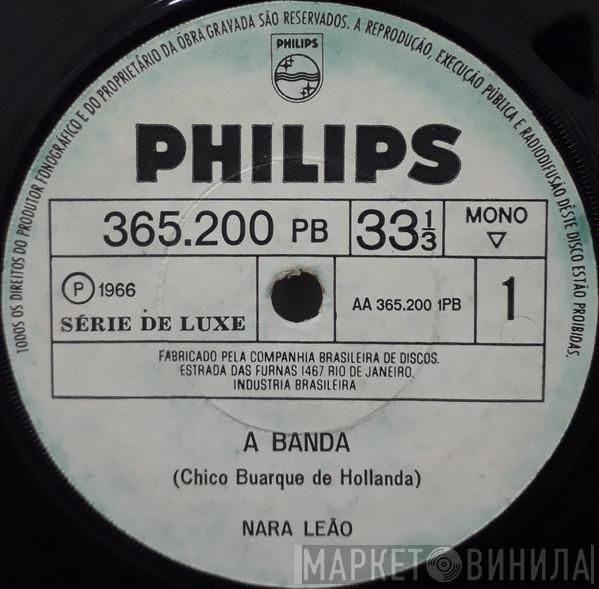 TODOS OS DIREITOS DO PRODUTOR FONOGRÁFICO E DO PROPRIETÁRIO DA ÔBRA GRAVADA SÃO RESERVADOS. A REPRODUÇÃO, EXECUÇÃO PÚBLICA E RADIODIFUSÃO DÊSTE DISCO ESTÃO PROIBIDAS.
PHILIPS
PHILIPS
365.200 PB
33 1/3
MONO
▽
Ⓟ 1966
SÉRIE DE LUXE
AA 365.200 1PB
1
FABRICADO PELA COMPANHIA BRASILEIRA DE DISCOS.
ESTRADA DAS FURNAS 1467 RIO DE JANEIRO.
INDUSTRIA BRASILEIRA
A BANDA
(Chico Buarque de Hollanda)
NARA LEÃO
МАРКЕТ ВИНИЛА